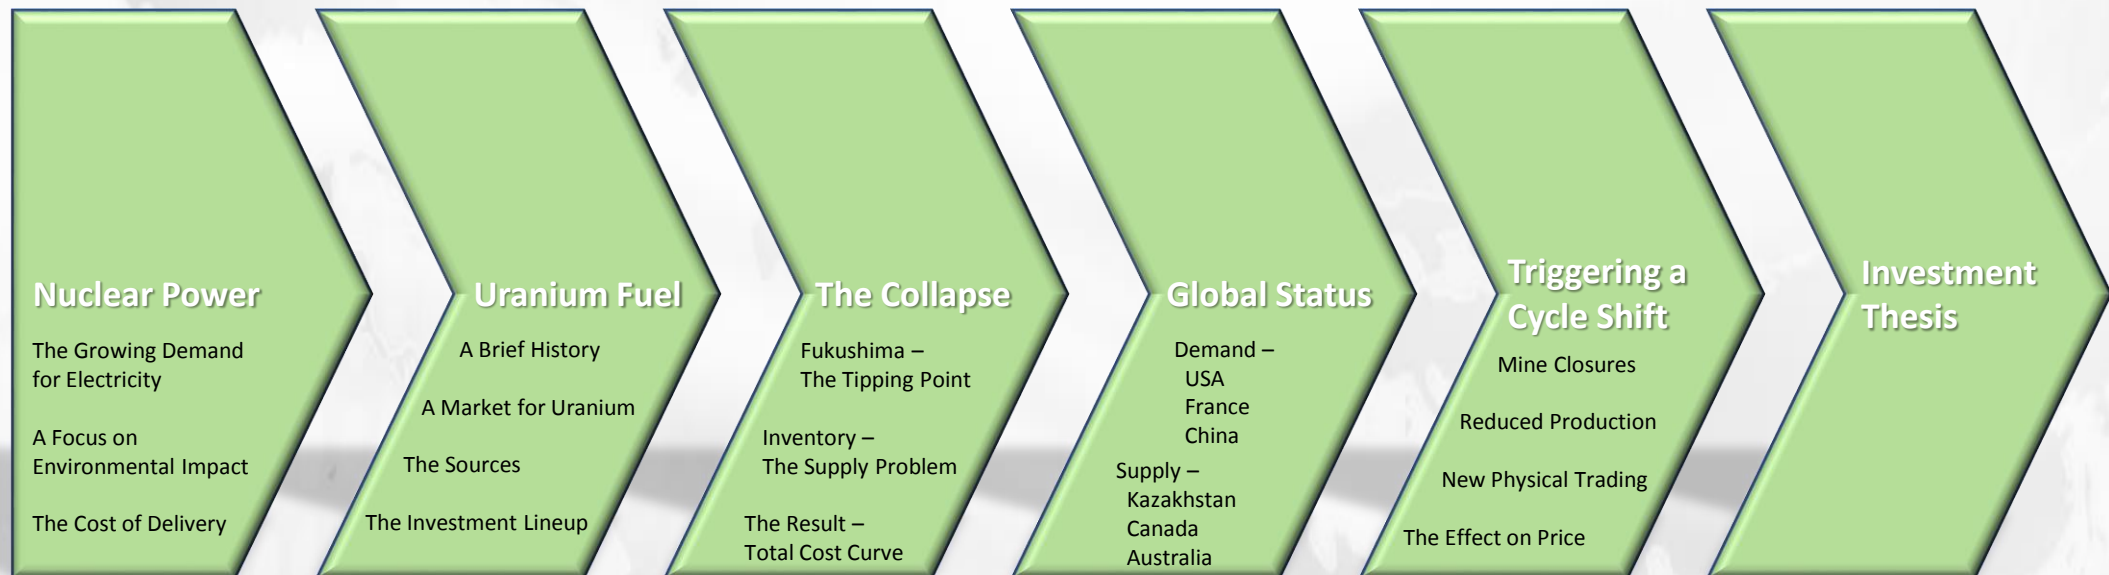 Nuclear Power
The Growing Demand
for Electricity
A Focus on
Environmental Impact
The Cost of Delivery
Uranium Fuel
A Brief History
A Market for Uranium
The Sources
The Investment Lineup
The Collapse
Fukushima –
The Tipping Point
Inventory –
The Supply Problem
The Result –
Total Cost Curve
Global Status
Demand –
USA
France
China
Supply –
Kazakhstan
Canada
Australia
Triggering a
Cycle Shift
Mine Closures
Reduced Production
New Physical Trading
The Effect on Price
Investment
Thesis